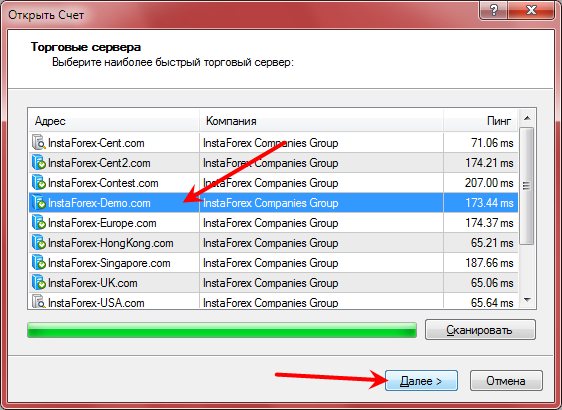 Открыть Счет
Торговые сервера
Выберите наиболее быстрый торговый сервер:
Адрес Компания Пинг
InstaForex-Cent.com InstaForex Companies Group 71.06 ms
InstaForex-Cent2.com InstaForex Companies Group 174.21 ms
InstaForex-Contest.com InstaForex Companies Group 207.00 ms
InstaForex-Demo.com InstaForex Companies Group 173.44 ms
InstaForex-Europe.com InstaForex Companies Group 174.37 ms
InstaForex-HongKong.com InstaForex Companies Group 65.21 ms
InstaForex-Singapore.com InstaForex Companies Group 187.66 ms
InstaForex-UK.com InstaForex Companies Group 65.06 ms
InstaForex-USA.com InstaForex Companies Group 65.64 ms
Сканировать
Далее > Отмена